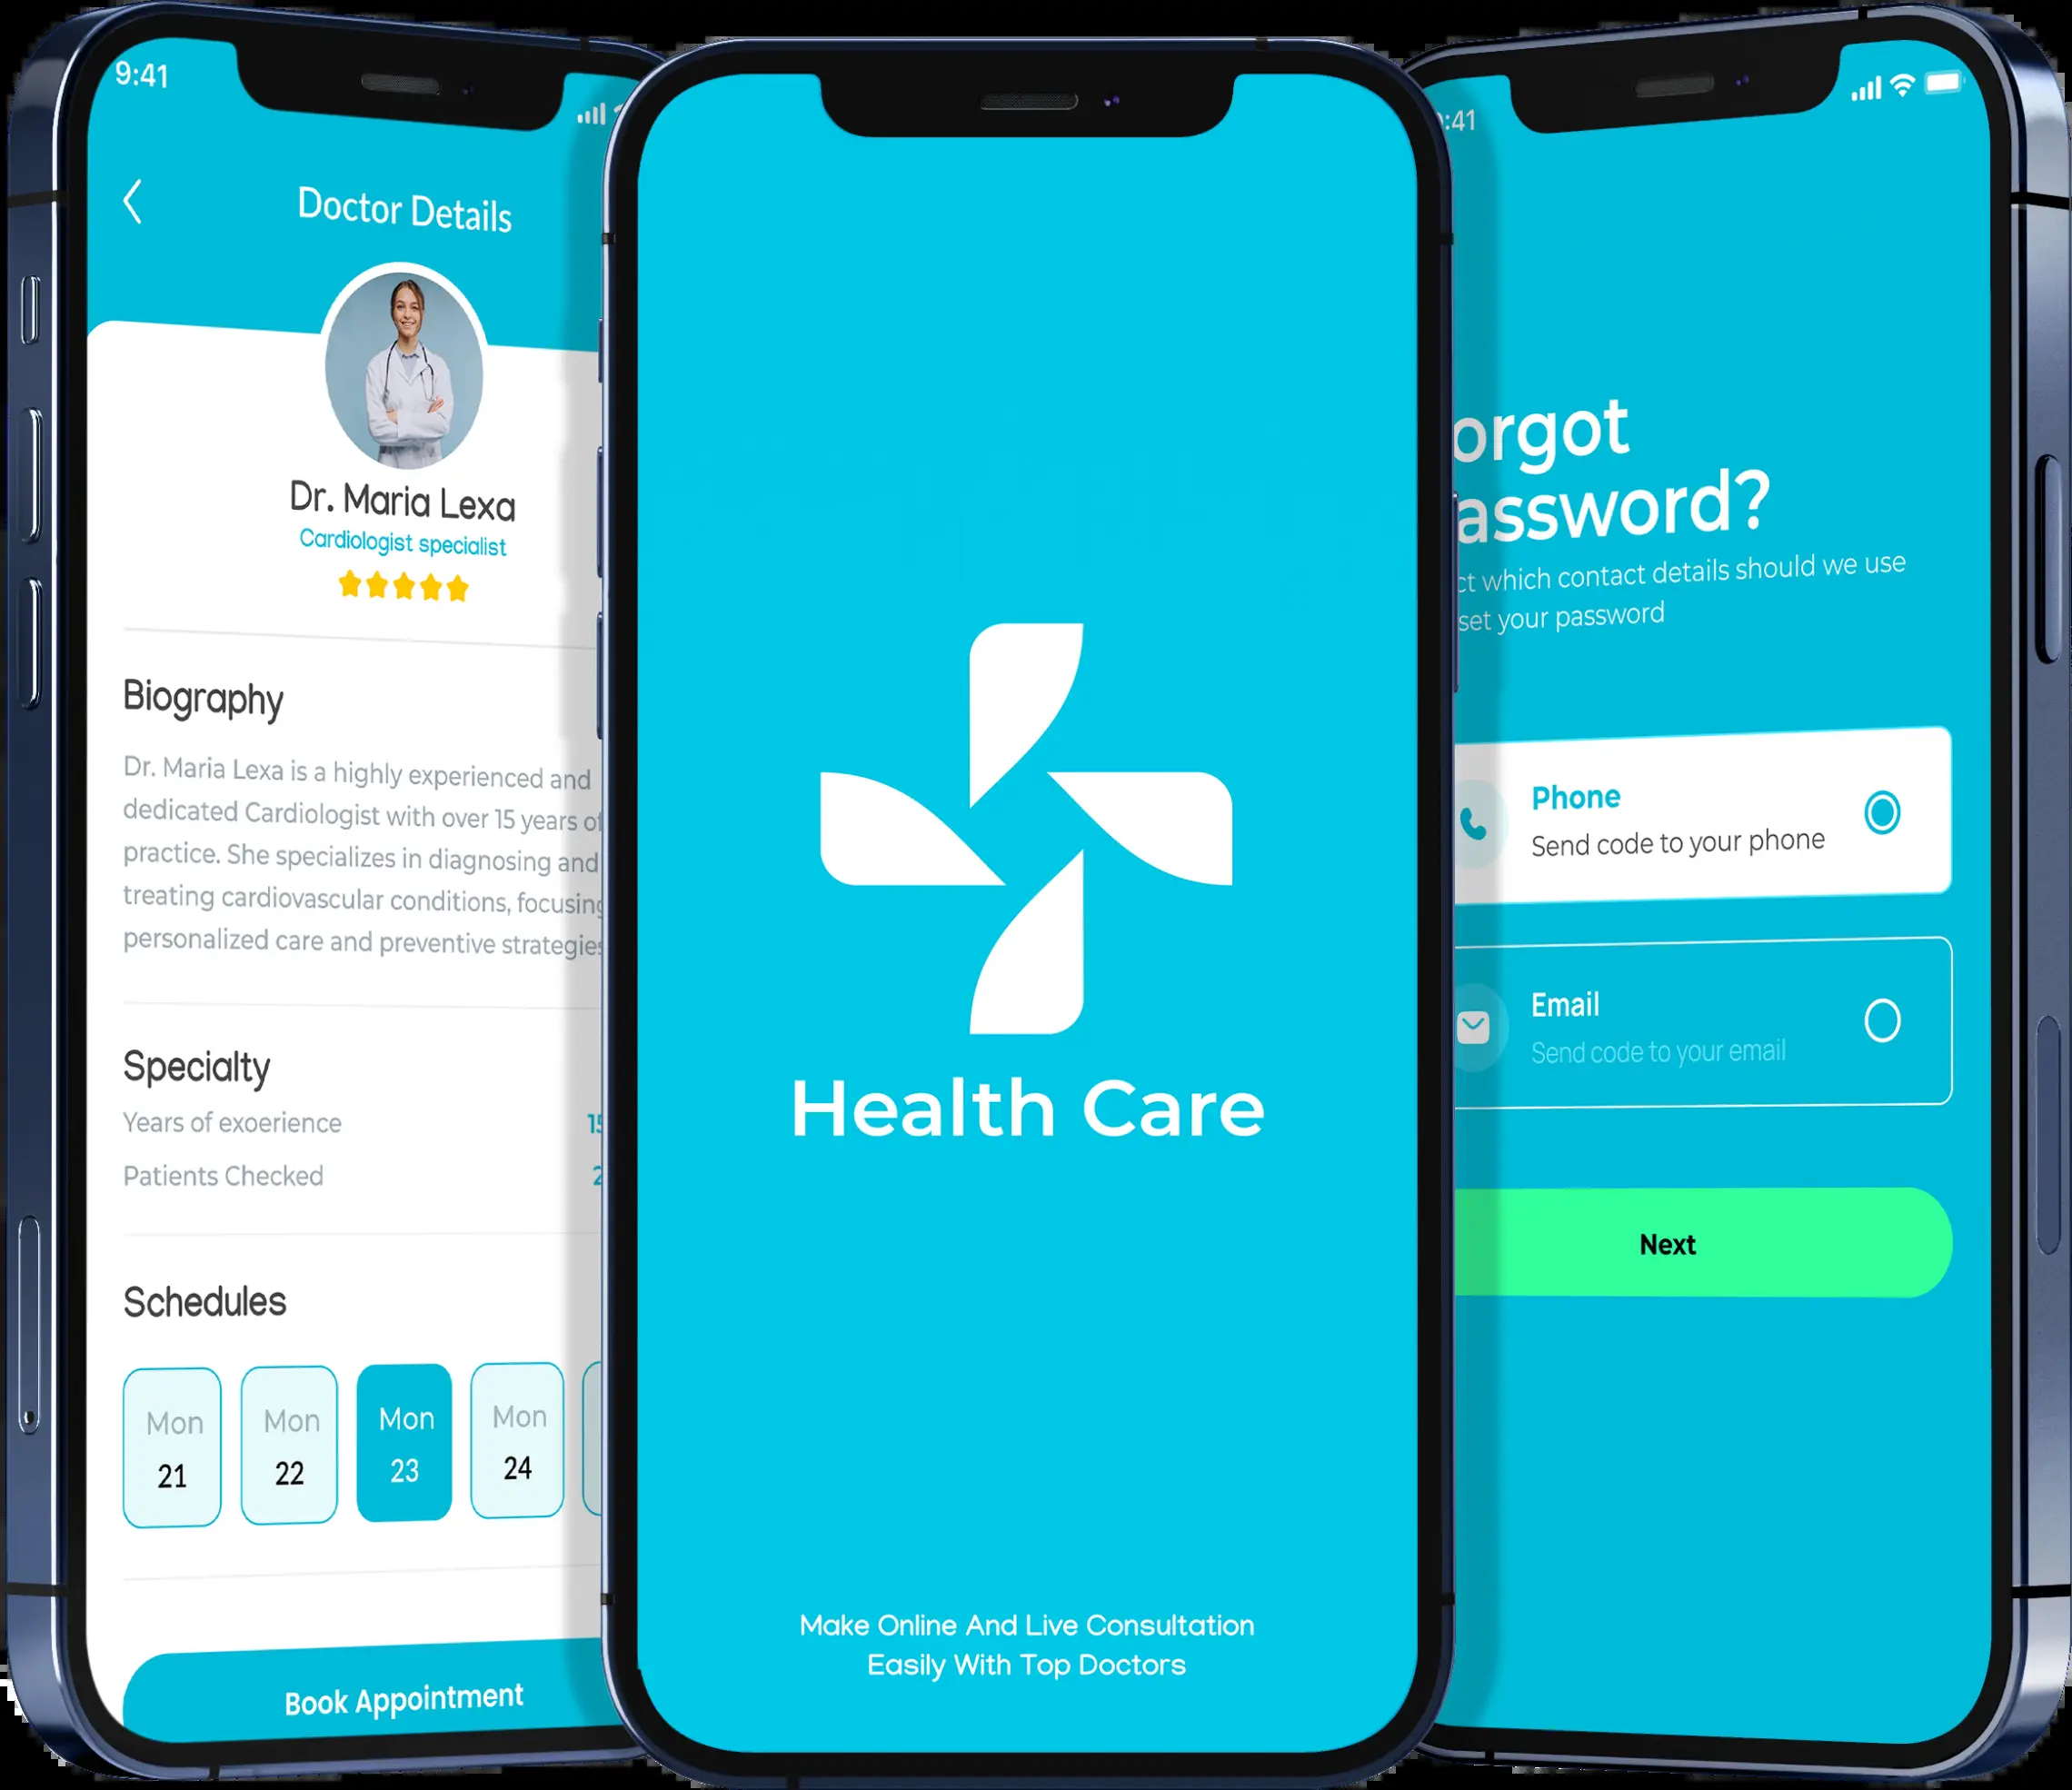 9:41
Doctor Details
Dr. Maria Lexa
Cardiologist specialist
Biography
Dr. Maria Lexa is a highly experienced and
dedicated Cardiologist with over 15 years of
practice. She specializes in diagnosing and
treating cardiovascular conditions, focusing
personalized care and preventive strategies
Specialty
Years of exoerience 15
Patients Checked
Schedules
Mon
21
Mon
22
Mon
23
Mon
24
Book Appointment
Health Care
Make Online And Live Consultation
Easily With Top Doctors
:41
orgot
assword?
ct which contact details should we use
set your password
Phone
Send code to your phone
Email
Send code to your email
Next